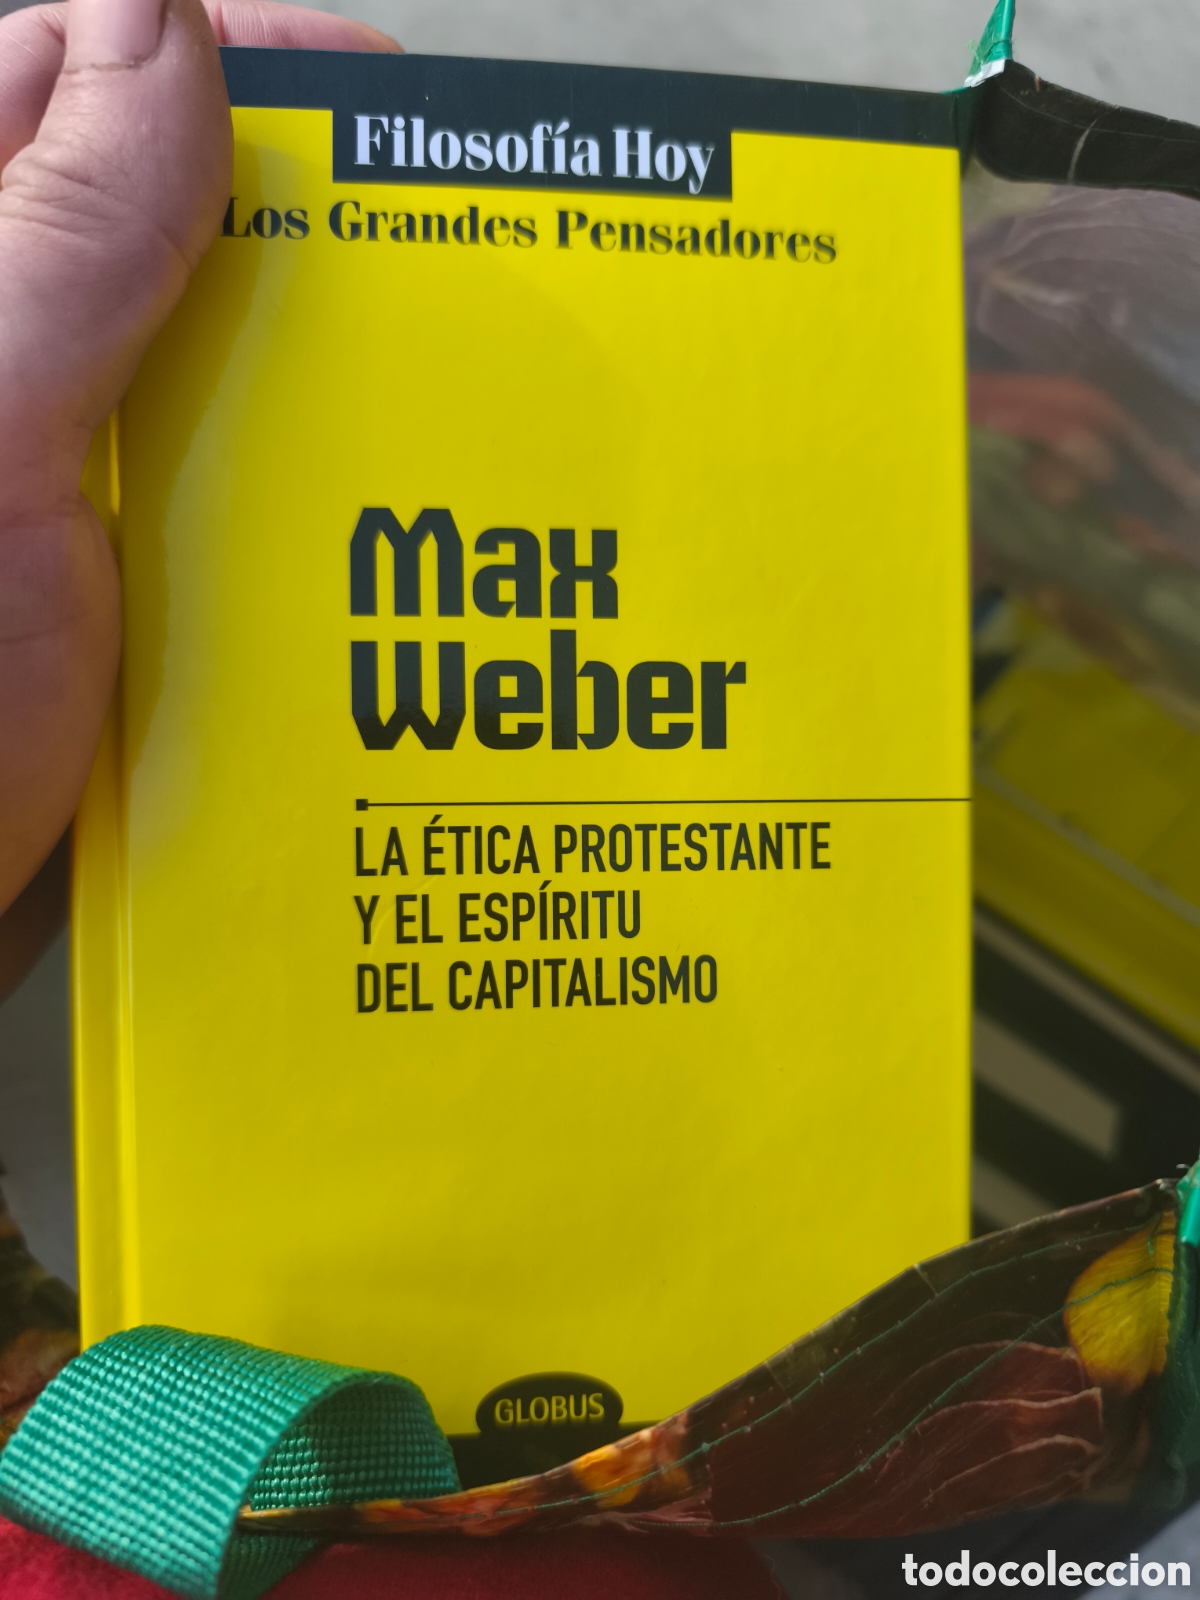 Filosofía Hoy
Los Grandes Pensadores
Max
Weber
LA ÉTICA PROTESTANTE
Y EL ESPÍRITU
DEL CAPITALISMO
GLOBUS
todocoleccion